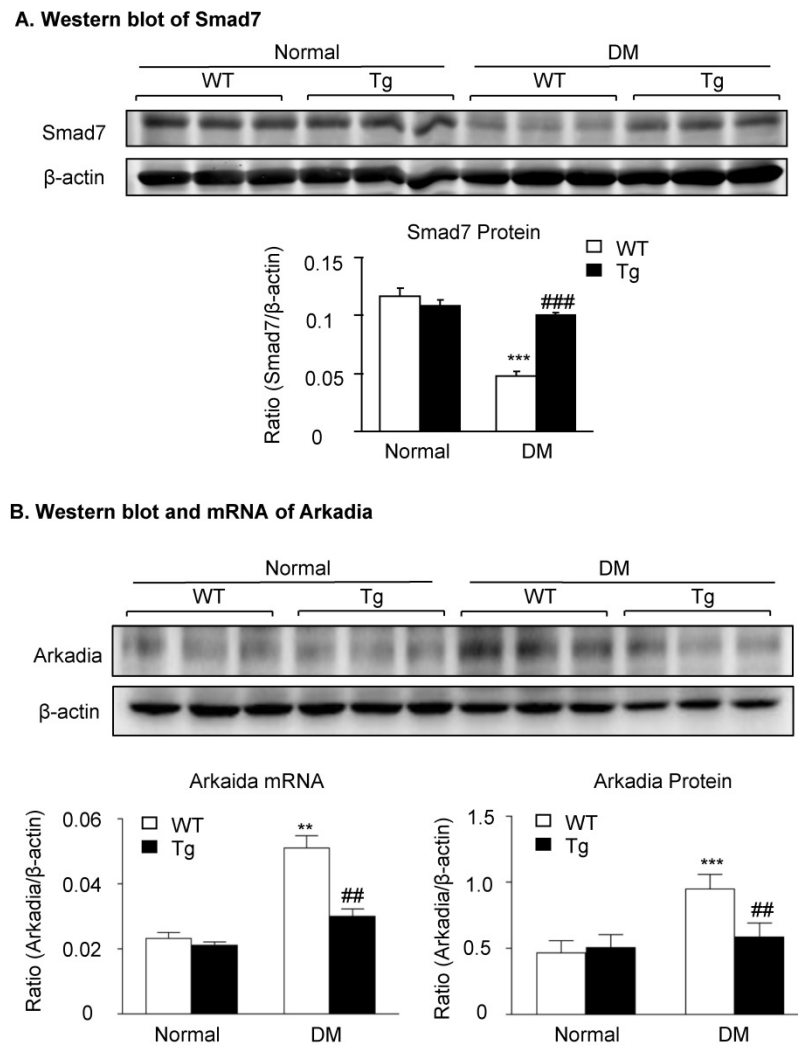 A. Western blot of Smad7
Normal DM
WT Tg WT Tg
Smad7
β-actin
Smad7 Protein
WT
Tg
Ratio (Smad7/β-actin)
0.15
0.1
0.05
0
***
###
Normal DM
B. Western blot and mRNA of Arkadia
Normal DM
WT Tg WT Tg
Arkadia
β-actin
Arkaida mRNA
WT
Tg
Ratio (Arkadia/β-actin)
0.06
0.04
0.02
0
**
##
Normal DM
Arkadia Protein
WT
Tg
Ratio (Arkadia/β-actin)
1.5
1.0
0.5
0
***
##
Normal DM